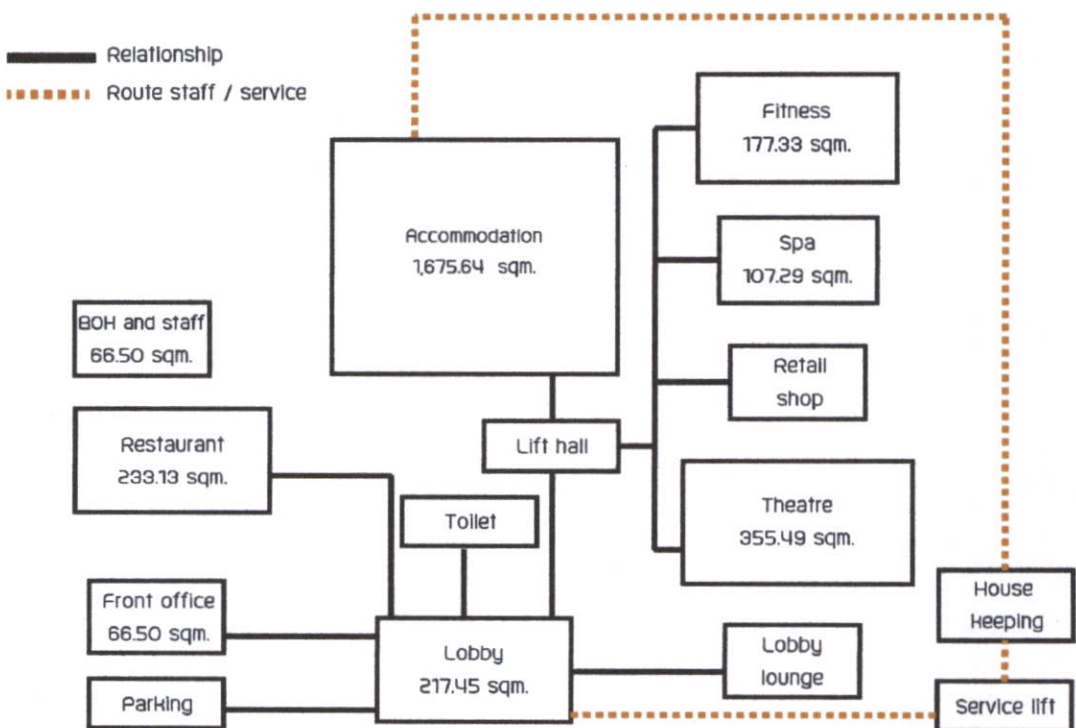 Relationship
Route staff / service
Fitness
177.33 sqm.
Accommodation
1,675.64 sqm.
Spa
107.29 sqm.
BOH and staff
66.50 sqm.
Retail
shop
Restaurant
233.13 sqm.
Lift hall
Toilet
Theatre
355.49 sqm.
Front office
66.50 sqm.
House
keeping
Lobby
217.45 sqm.
Lobby
lounge
Parking
Service lift